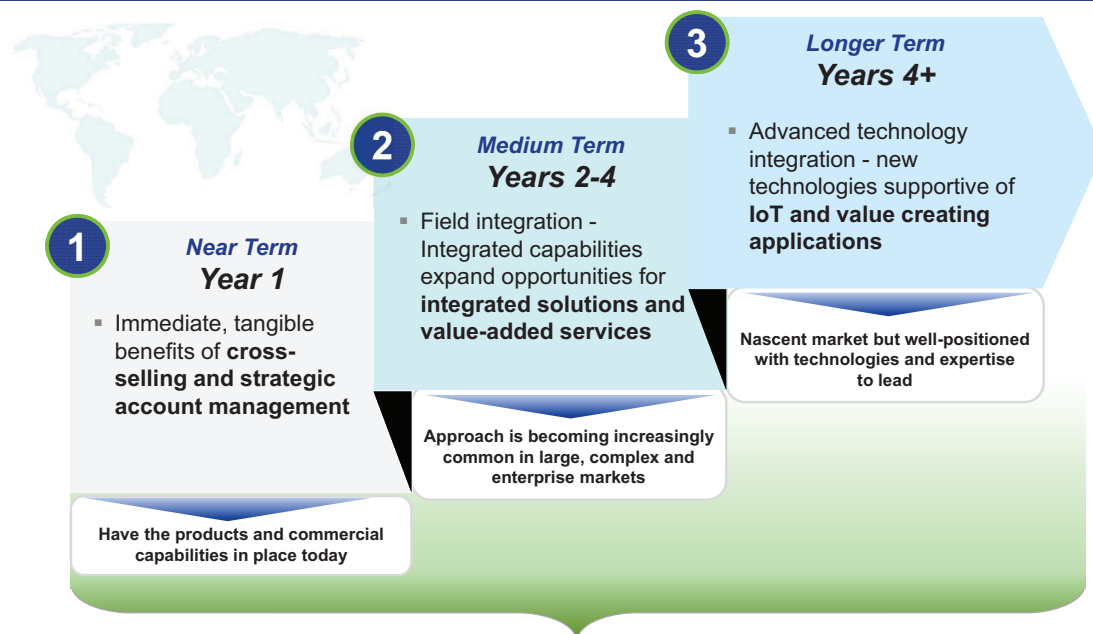 1
Near Term
Year 1
▪ Immediate, tangible
benefits of cross-
selling and strategic
account management
Have the products and commercial
capabilities in place today
2
Medium Term
Years 2-4
▪ Field integration -
Integrated capabilities
expand opportunities for
integrated solutions and
value-added services
Approach is becoming increasingly
common in large, complex and
enterprise markets
3
Longer Term
Years 4+
▪ Advanced technology
integration - new
technologies supportive of
IoT and value creating
applications
Nascent market but well-positioned
with technologies and expertise
to lead